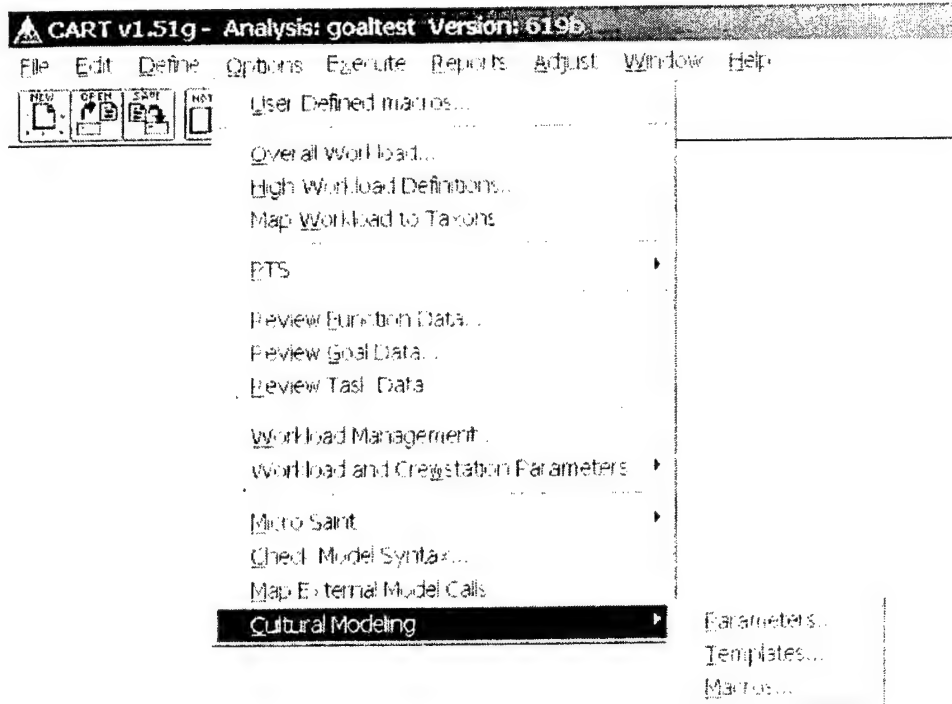 CART v1.51g - Analysis: goaltest Version: 619b
File Edit Define Options Execute Reports Adjust Window Help
NEW OPEN SAVE NOT
User Defined macros...
Overall Workload...
High Workload Definitions...
Map Workload to Taxons
PTS
Review Function Data...
Review Goal Data...
Review Task Data
Workload Management...
Workload and Crewstation Parameters
Micro Saint
Check Model Syntax...
Map External Model Calls
Cultural Modeling
Parameters...
Templates...
Macros...